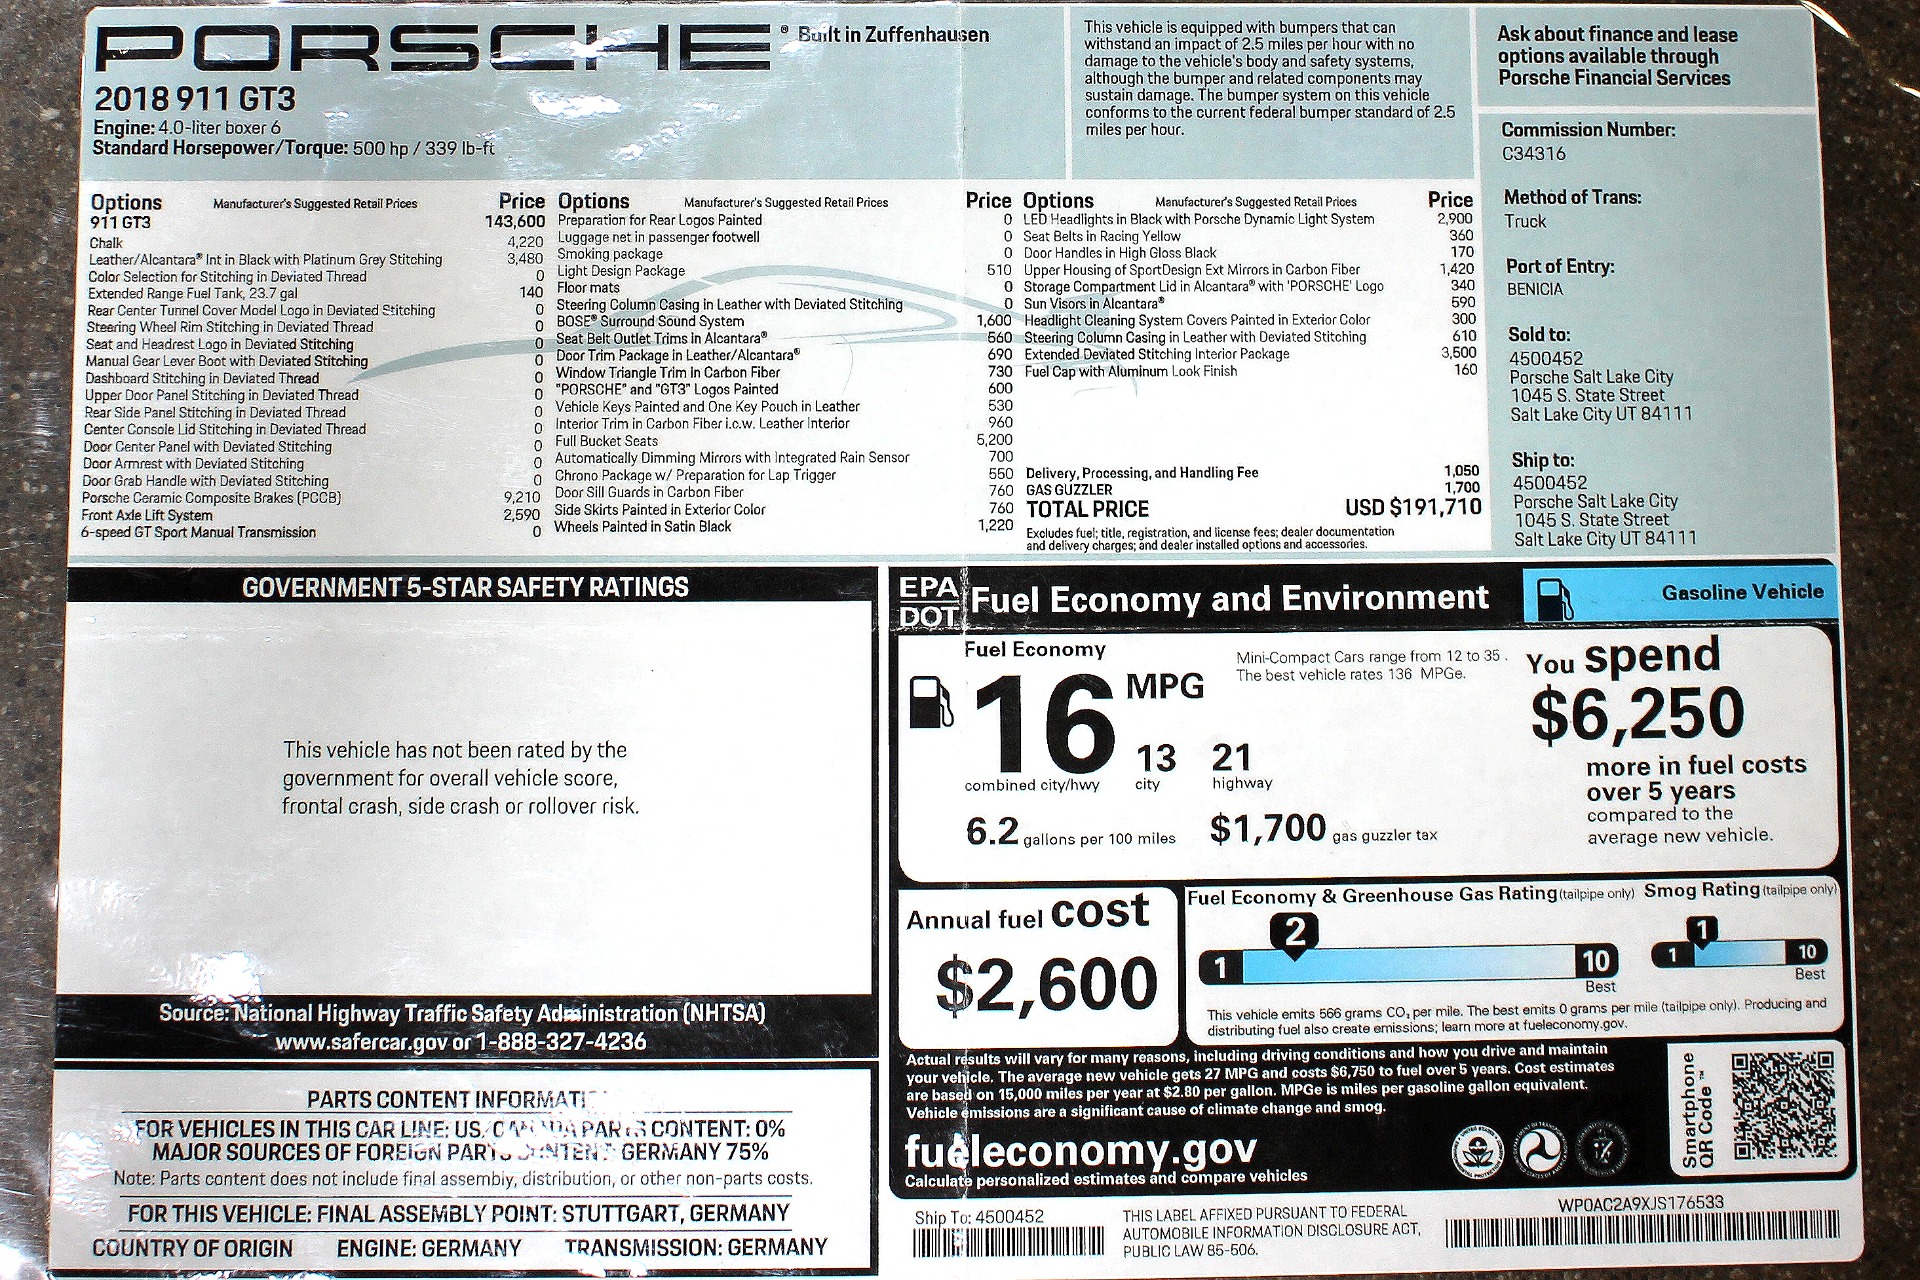 PORSCHE® Built in Zuffenhausen
2018 911 GT3
Engine: 4.0-liter boxer 6
Standard Horsepower/Torque: 500 hp / 339 lb-ft
This vehicle is equipped with bumpers that can
withstand an impact of 2.5 miles per hour with no
damage to the vehicle's body and safety systems,
although the bumper and related components may
sustain damage. The bumper system on this vehicle
conforms to the current federal bumper standard of 2.5
miles per hour.
Ask about finance and lease
options available through
Porsche Financial Services
Options Manufacturer's Suggested Retail Prices Price
911 GT3 143,600
Chalk 4,220
Leather/Alcantara® Int in Black with Platinum Grey Stitching 3,480
Color Selection for Stitching in Deviated Thread 0
Extended Range Fuel Tank, 23.7 gal 140
Rear Center Tunnel Cover Model Logo in Deviated Stitching 0
Steering Wheel Rim Stitching in Deviated Thread 0
Seat and Headrest Logo in Deviated Stitching 0
Manual Gear Lever Boot with Deviated Stitching 0
Dashboard Stitching in Deviated Thread 0
Upper Door Panel Stitching in Deviated Thread 0
Rear Side Panel Stitching in Deviated Thread 0
Center Console Lid Stitching in Deviated Thread 0
Door Center Panel with Deviated Stitching 0
Door Armrest with Deviated Stitching 0
Door Grab Handle with Deviated Stitching 0
Porsche Ceramic Composite Brakes (PCCB) 9,210
Front Axle Lift System 2,590
6-speed GT Sport Manual Transmission 0
Options Manufacturer's Suggested Retail Prices Price
Preparation for Rear Logos Painted 0
Luggage net in passenger footwell 0
Smoking package 0
Light Design Package 510
Floor mats 0
Steering Column Casing in Leather with Deviated Stitching 0
BOSE® Surround Sound System 1,600
Seat Belt Outlet Trims in Alcantara® 560
Door Trim Package in Leather/Alcantara® 690
Window Triangle Trim in Carbon Fiber 730
"PORSCHE" and "GT3" Logos Painted 600
Vehicle Keys Painted and One Key Pouch in Leather 530
Interior Trim in Carbon Fiber i.c.w. Leather Interior 960
Full Bucket Seats 5,200
Automatically Dimming Mirrors with Integrated Rain Sensor 700
Chrono Package w/ Preparation for Lap Trigger 550
Door Sill Guards in Carbon Fiber 760
Side Skirts Painted in Exterior Color 760
Wheels Painted in Satin Black 1,220
Options Manufacturer's Suggested Retail Prices Price
LED Headlights in Black with Porsche Dynamic Light System 2,900
Seat Belts in Racing Yellow 360
Door Handles in High Gloss Black 170
Upper Housing of SportDesign Ext Mirrors in Carbon Fiber 1,420
Storage Compartment Lid in Alcantara® with 'PORSCHE' Logo 340
Sun Visors in Alcantara® 590
Headlight Cleaning System Covers Painted in Exterior Color 300
Steering Column Casing in Leather with Deviated Stitching 610
Extended Deviated Stitching Interior Package 3,500
Fuel Cap with Aluminum Look Finish 160
Delivery, Processing, and Handling Fee 1,050
GAS GUZZLER 1,700
TOTAL PRICE USD $191,710
Excludes fuel; title, registration, and license fees; dealer documentation
and delivery charges; and dealer installed options and accessories.
Commission Number:
C34316
Method of Trans:
Truck
Port of Entry:
BENICIA
Sold to:
4500452
Porsche Salt Lake City
1045 S. State Street
Salt Lake City UT 84111
Ship to:
4500452
Porsche Salt Lake City
1045 S. State Street
Salt Lake City UT 84111
GOVERNMENT 5-STAR SAFETY RATINGS
This vehicle has not been rated by the
government for overall vehicle score,
frontal crash, side crash or rollover risk.
Source: National Highway Traffic Safety Administration (NHTSA)
www.safercar.gov or 1-888-327-4236
PARTS CONTENT
FOR VEHICLES IN THIS CAR LINE: US/CANADA PARTS CONTENT: 0%
MAJOR SOURCES OF FOREIGN PARTS CONTENT: GERMANY 75%
Note: Parts content does not include final assembly, distribution, or other non-parts costs.
FOR THIS VEHICLE: FINAL ASSEMBLY POINT: STUTTGART, GERMANY
COUNTRY OF ORIGIN ENGINE: GERMANY TRANSMISSION: GERMANY
EPA
DOT
Fuel Economy and Environment
Gasoline Vehicle
Fuel Economy
16 MPG
combined city/hwy
13
city
21
highway
Mini-Compact Cars range from 12 to 35 .
The best vehicle rates 136 MPGe.
6.2 gallons per 100 miles
$1,700 gas guzzler tax
You spend
$6,250
more in fuel costs
over 5 years
compared to the
average new vehicle.
Annual fuel cost
$2,600
Fuel Economy & Greenhouse Gas Rating (tailpipe only)
2
1 10
Best
Smog Rating (tailpipe only)
1
1 10
Best
This vehicle emits 566 grams CO₂ per mile. The best emits 0 grams per mile (tailpipe only). Producing and
distributing fuel also create emissions; learn more at fueleconomy.gov.
Actual results will vary for many reasons, including driving conditions and how you drive and maintain
your vehicle. The average new vehicle gets 27 MPG and costs $6,750 to fuel over 5 years. Cost estimates
are based on 15,000 miles per year at $2.80 per gallon. MPGe is miles per gasoline gallon equivalent.
Vehicle emissions are a significant cause of climate change and smog.
fueleconomy.gov
Calculate personalized estimates and compare vehicles
Smartphone
QR Code™
Ship To: 4500452
THIS LABEL AFFIXED PURSUANT TO FEDERAL
AUTOMOBILE INFORMATION DISCLOSURE ACT,
PUBLIC LAW 85-506.
WP0AC2A9XJS176533